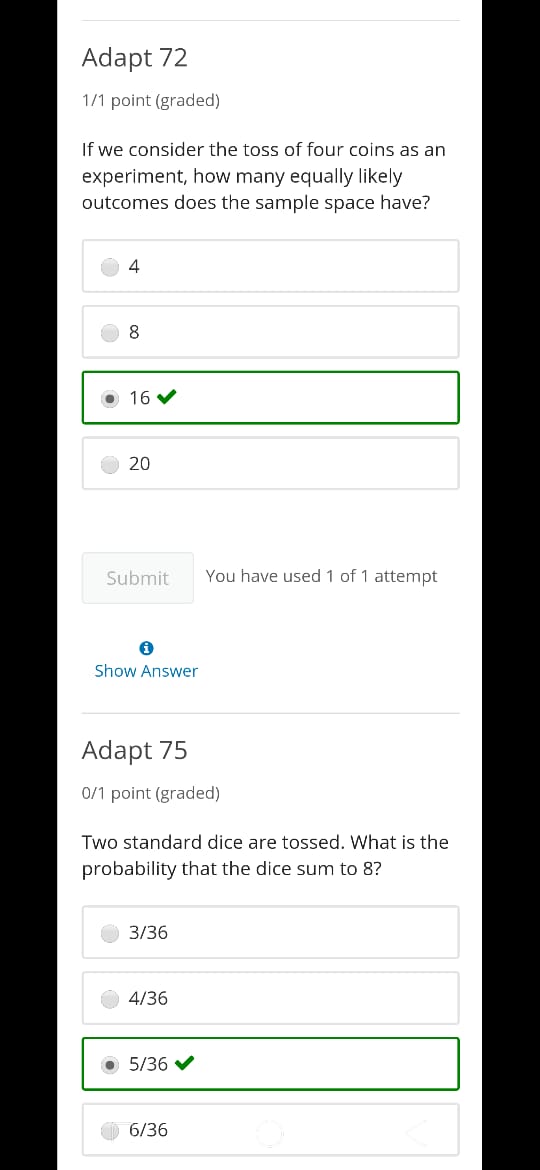 Adapt 72
1/1 point (graded)
If we consider the toss of four coins as an
experiment, how many equally likely
outcomes does the sample space have?
4
8
16
20
Submit
You have used 1 of 1 attempt
Show Answer
Adapt 75
0/1 point (graded)
Two standard dice are tossed. What is the
probability that the dice sum to 8?
3/36
4/36
5/36
6/36